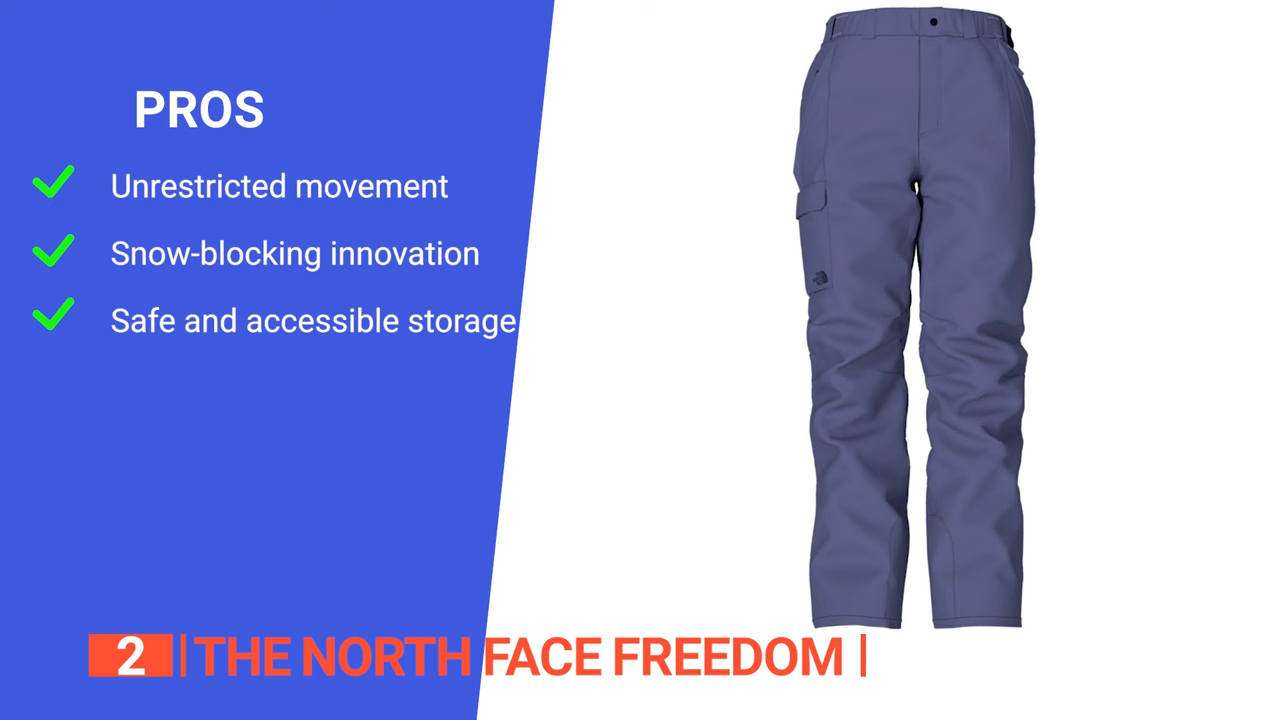 PROS
Unrestricted movement
Snow-blocking innovation
Safe and accessible storage
2 | THE NORTH FACE FREEDOM |